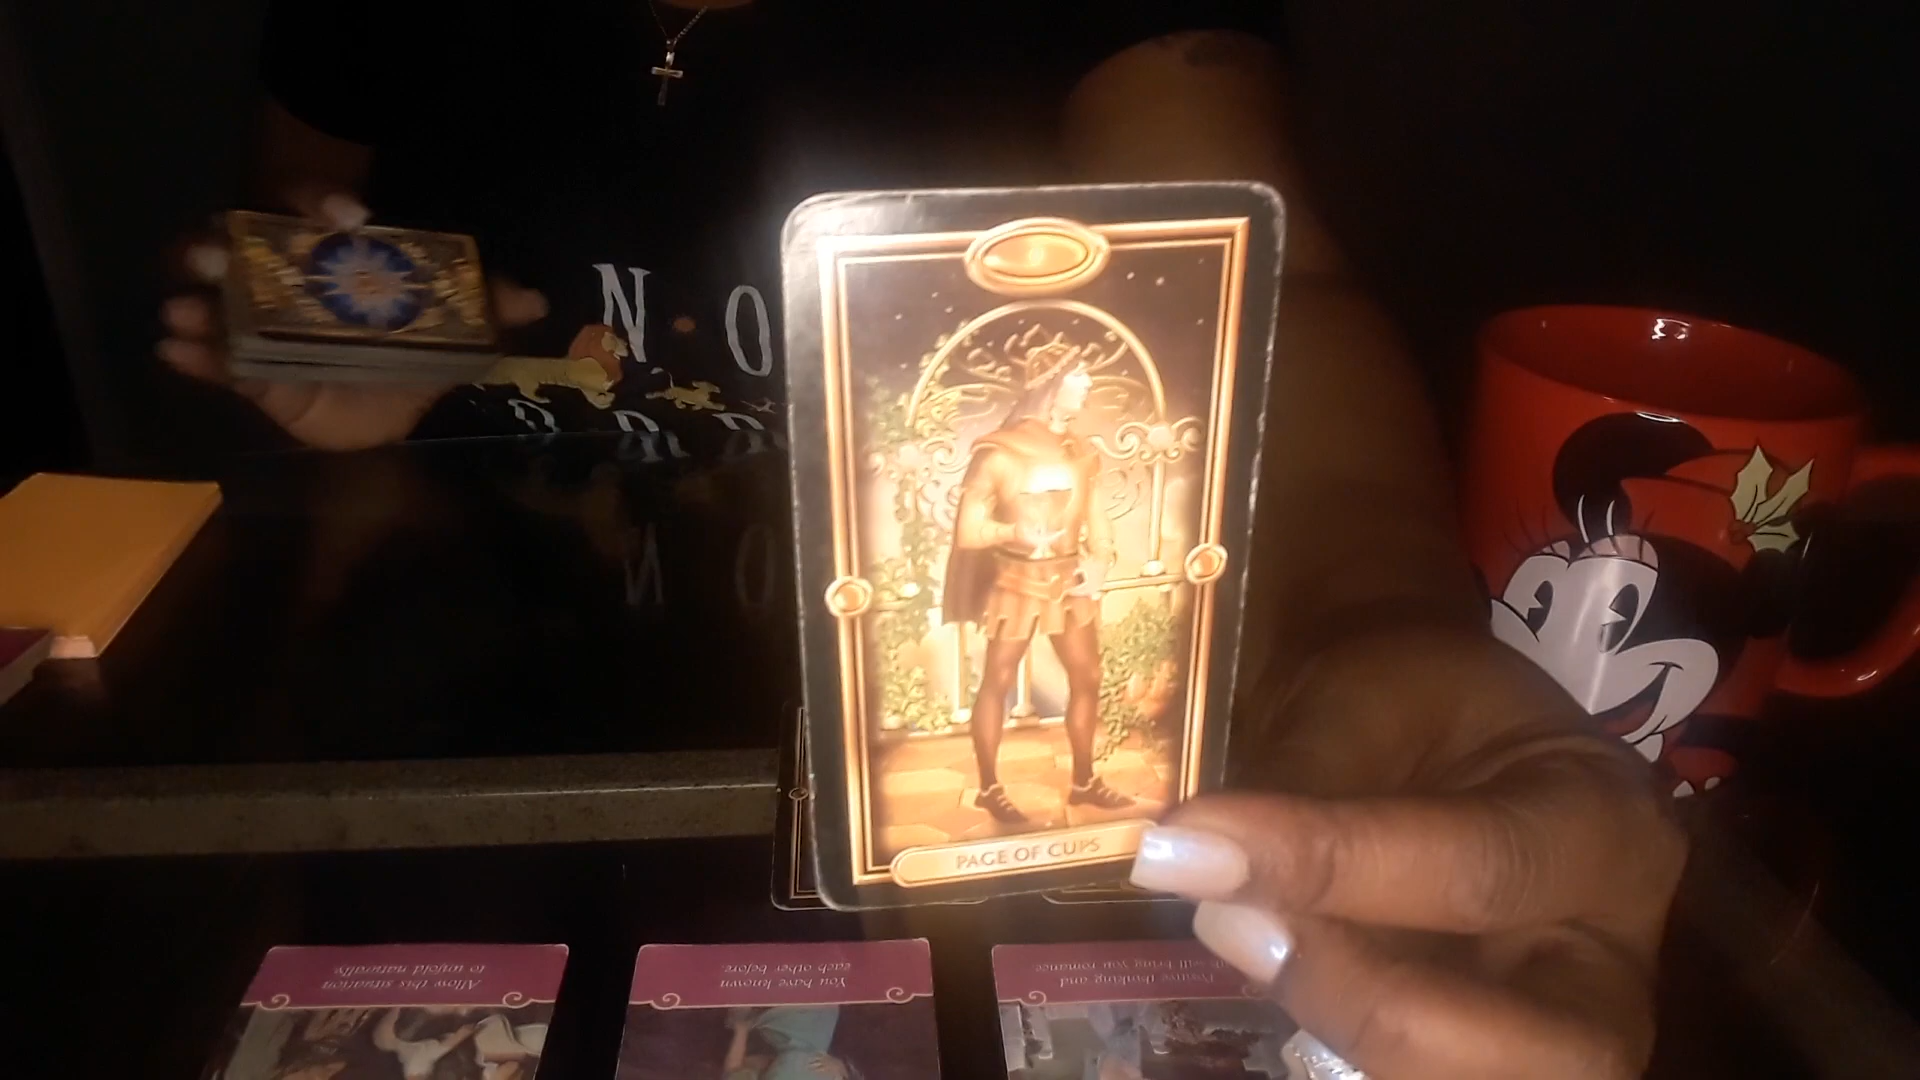 N O
PAGE OF CUPS
Allow this situation
to unfold naturally.
You have known
each other before.
Positive thinking and
will bring you romance